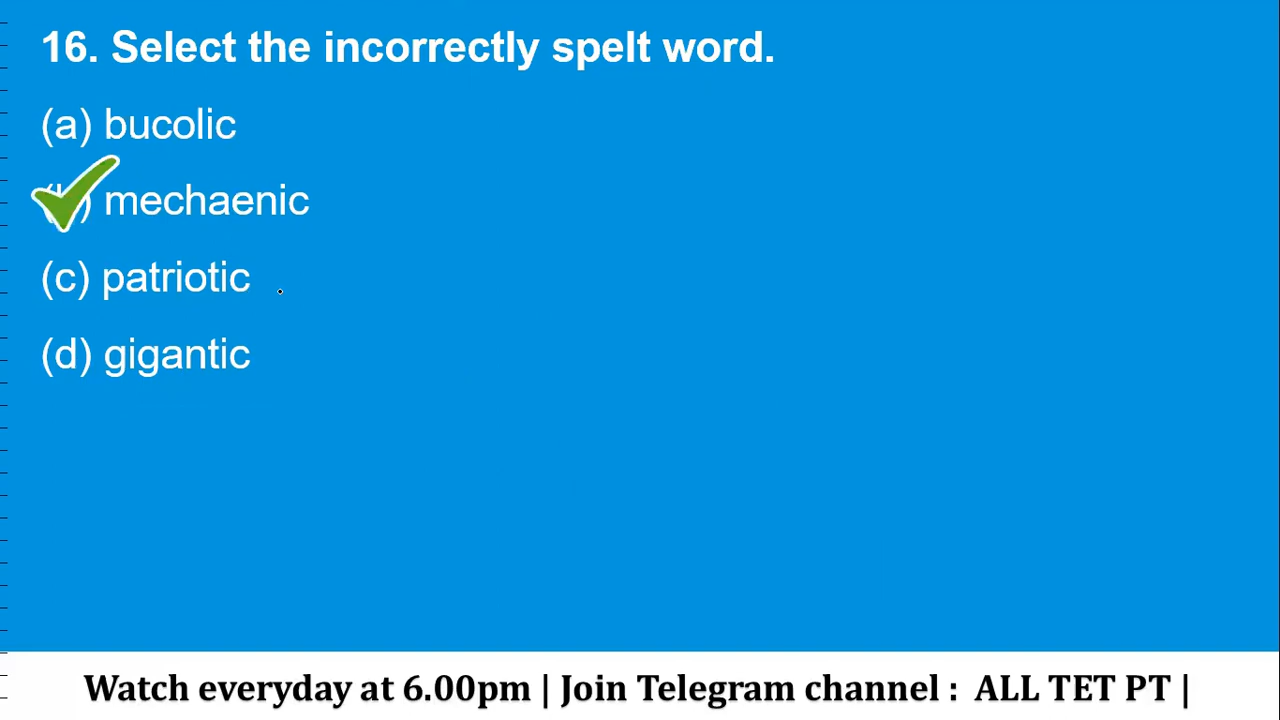 16. Select the incorrectly spelt word.
(a) bucolic
mechaenic
(c) patriotic
(d) gigantic
Watch everyday at 6.00pm | Join Telegram channel : ALL TET PT |